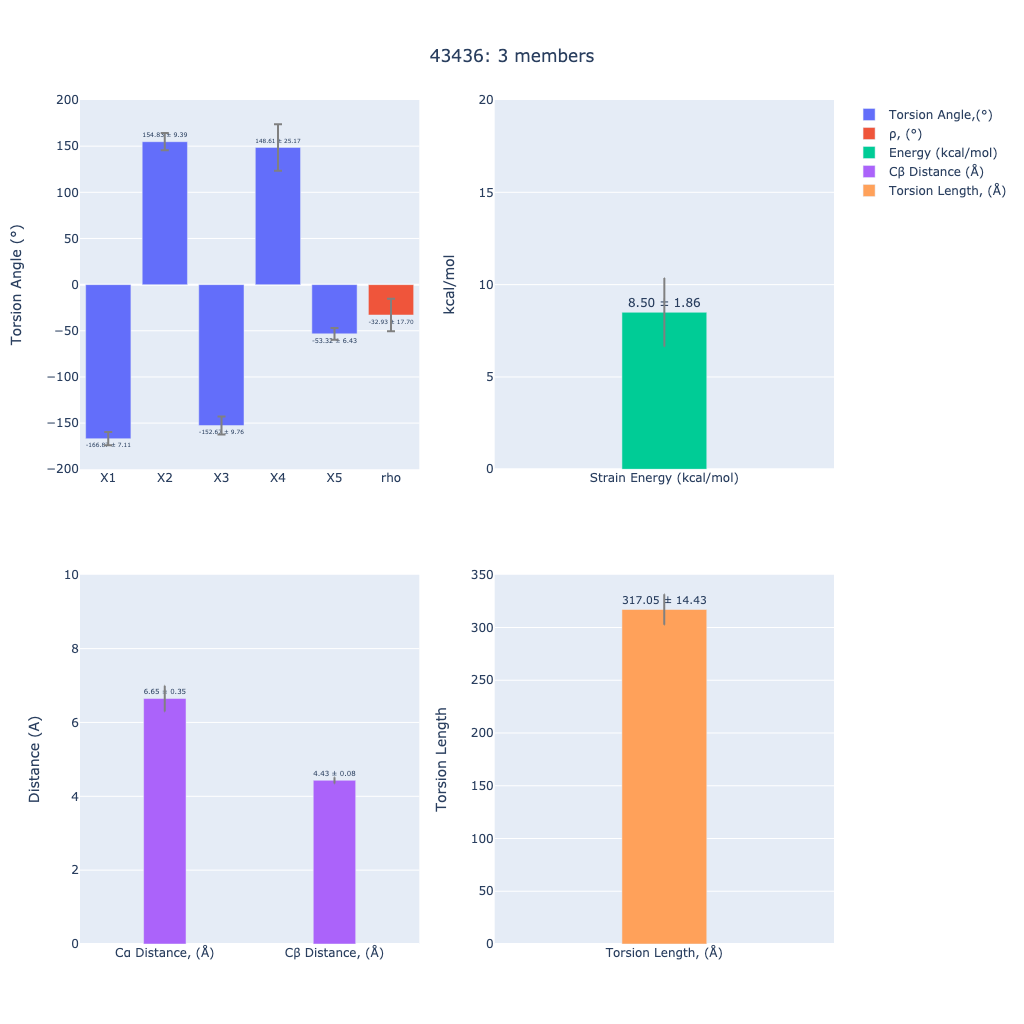 43436: 3 members
Torsion Angle (°)
200
150
100
50
0
−50
−100
−150
−200
154.83 ± 9.39
148.61 ± 25.17
-32.93 ± 17.70
-53.32 ± 6.43
-152.63 ± 9.76
± 7.11
X1 X2 X3 X4 X5 rho
kcal/mol
20
15
10
5
0
8.50 ± 1.86
Strain Energy (kcal/mol)
Torsion Angle,(°)
ρ, (°)
Energy (kcal/mol)
Cβ Distance (Å)
Torsion Length, (Å)
Distance (A)
10
8
6
4
2
0
6.65 ± 0.35
4.43 ± 0.08
Cα Distance, (Å) Cβ Distance, (Å)
Torsion Length
350
300
250
200
150
100
50
0
317.05 ± 14.43
Torsion Length, (Å)